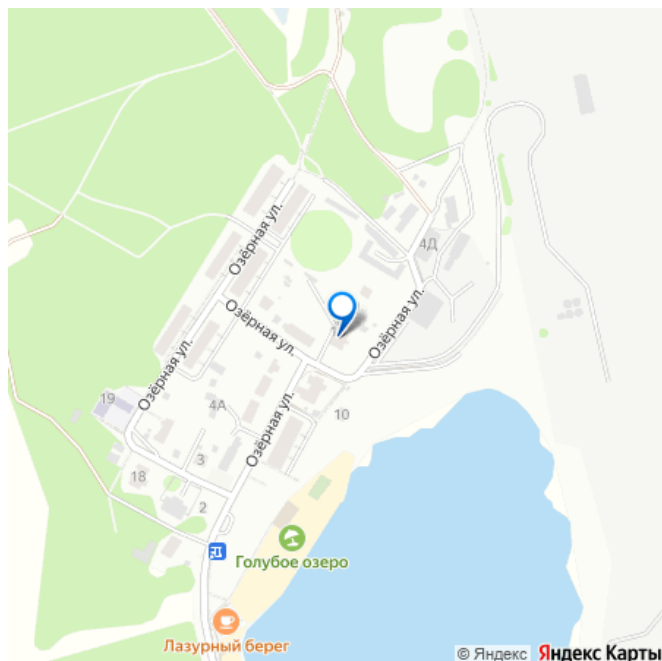 Озёрная ул.
4Д
Озёрная ул.
Озёрная ул.
Озёрная ул.
19
4А
Озёрная ул.
10
3
18
2
Голубое озеро
Лазурный берег
© Яндекс Яндекс Карты